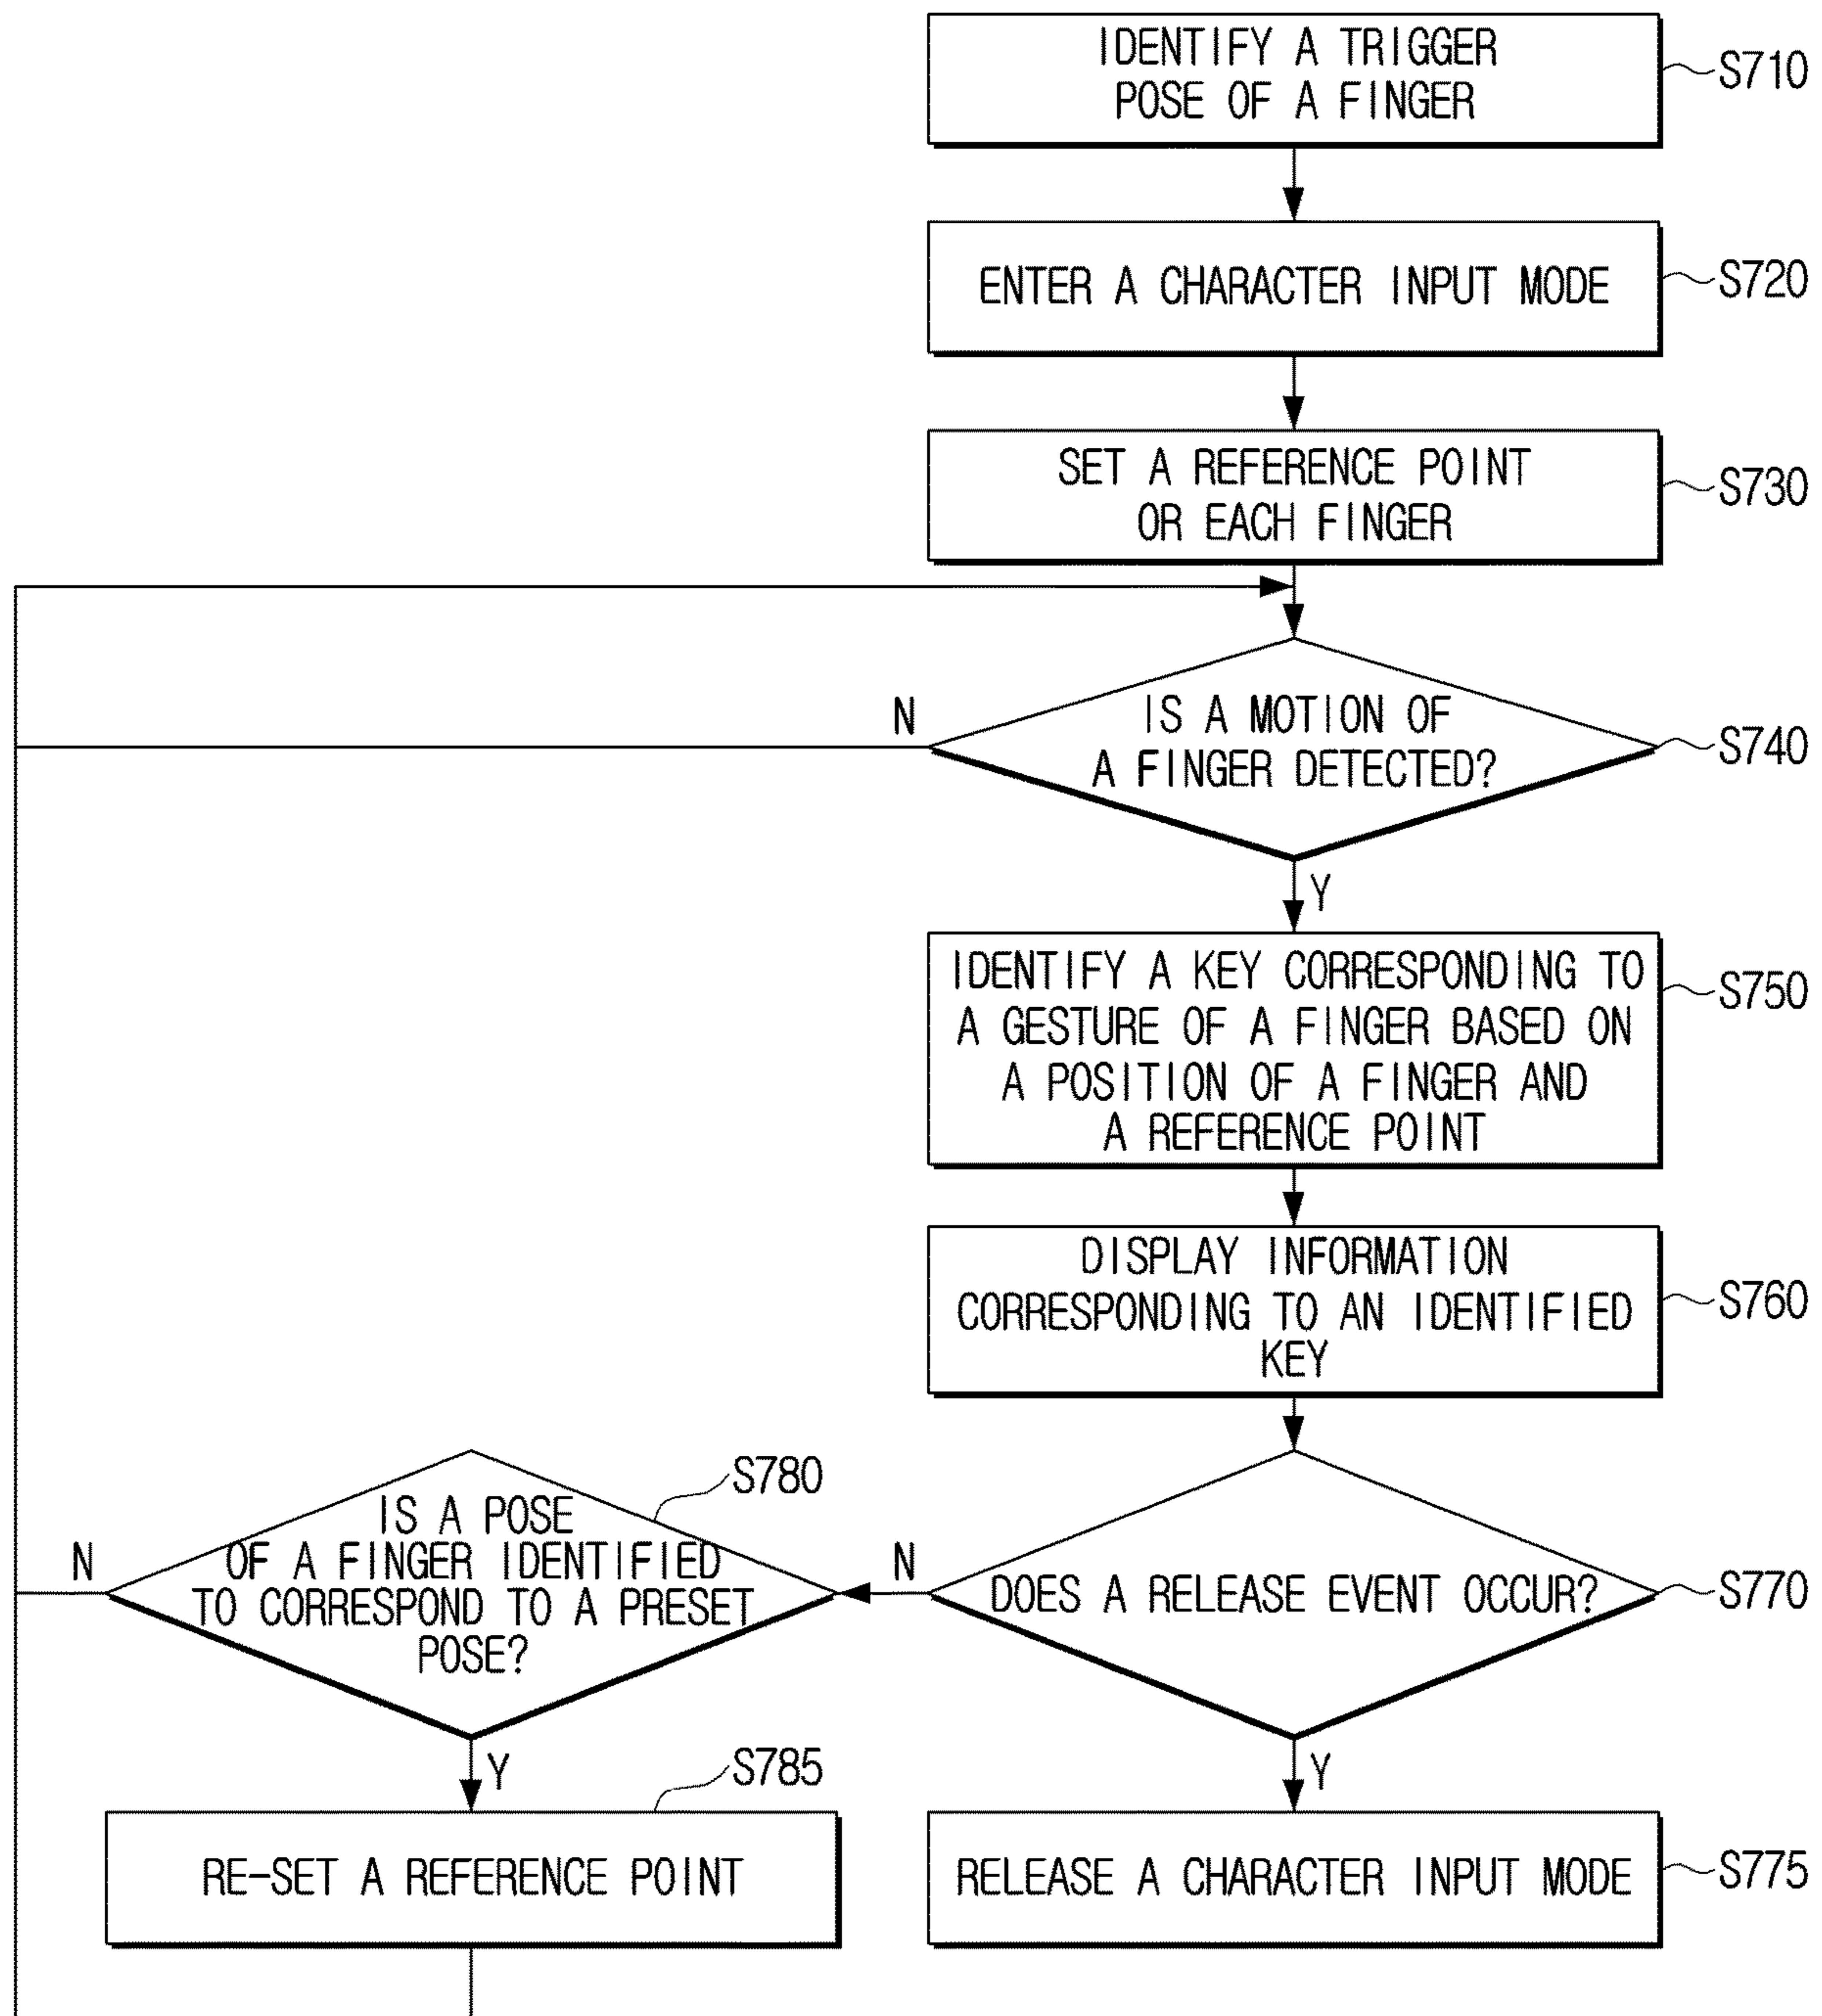 IDENTIFY A TRIGGER
POSE OF A FINGER
S710
ENTER A CHARACTER INPUT MODE
S720
SET A REFERENCE POINT
OR EACH FINGER
S730
N
IS A MOTION OF
A FINGER DETECTED?
S740
Y
IDENTIFY A KEY CORRESPONDING TO
A GESTURE OF A FINGER BASED ON
A POSITION OF A FINGER AND
A REFERENCE POINT
S750
DISPLAY INFORMATION
CORRESPONDING TO AN IDENTIFIED
KEY
S760
DOES A RELEASE EVENT OCCUR?
S770
N
Y
RELEASE A CHARACTER INPUT MODE
S775
IS A POSE
OF A FINGER IDENTIFIED
TO CORRESPOND TO A PRESET
POSE?
S780
N
Y
RE-SET A REFERENCE POINT
S785